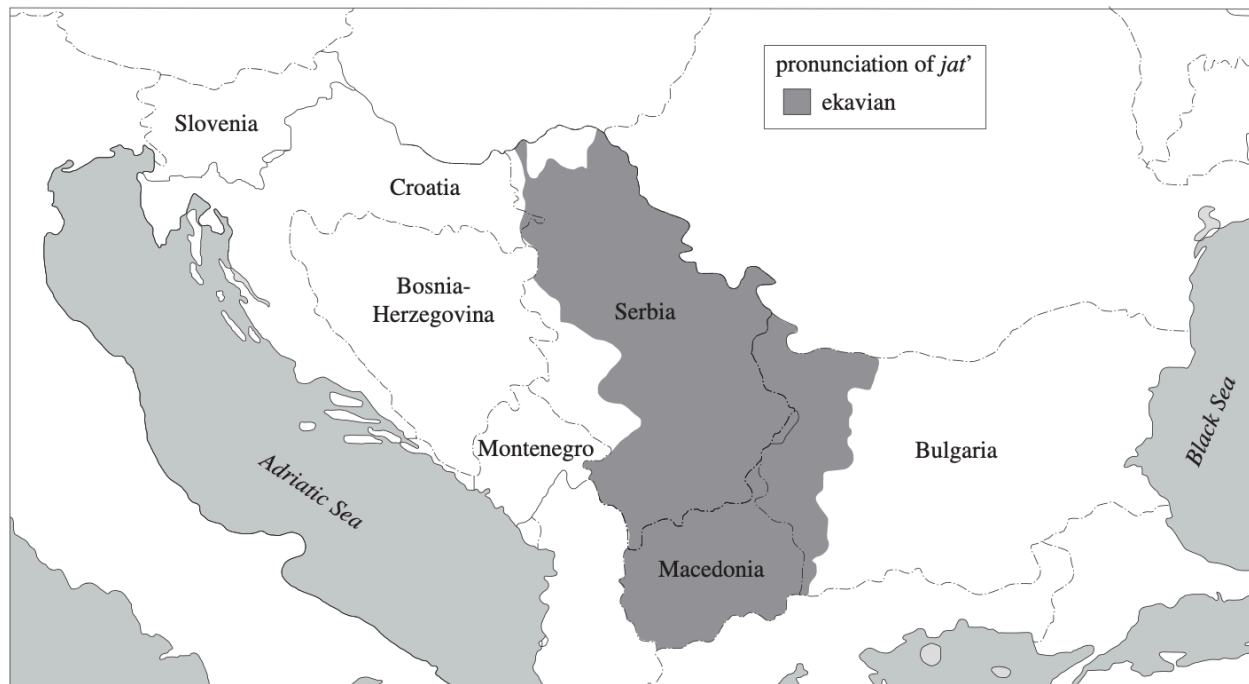 pronunciation of jat’
ekavian
Slovenia
Croatia
Bosnia-
Herzegovina
Serbia
Montenegro
Bulgaria
Black Sea
Adriatic Sea
Macedonia